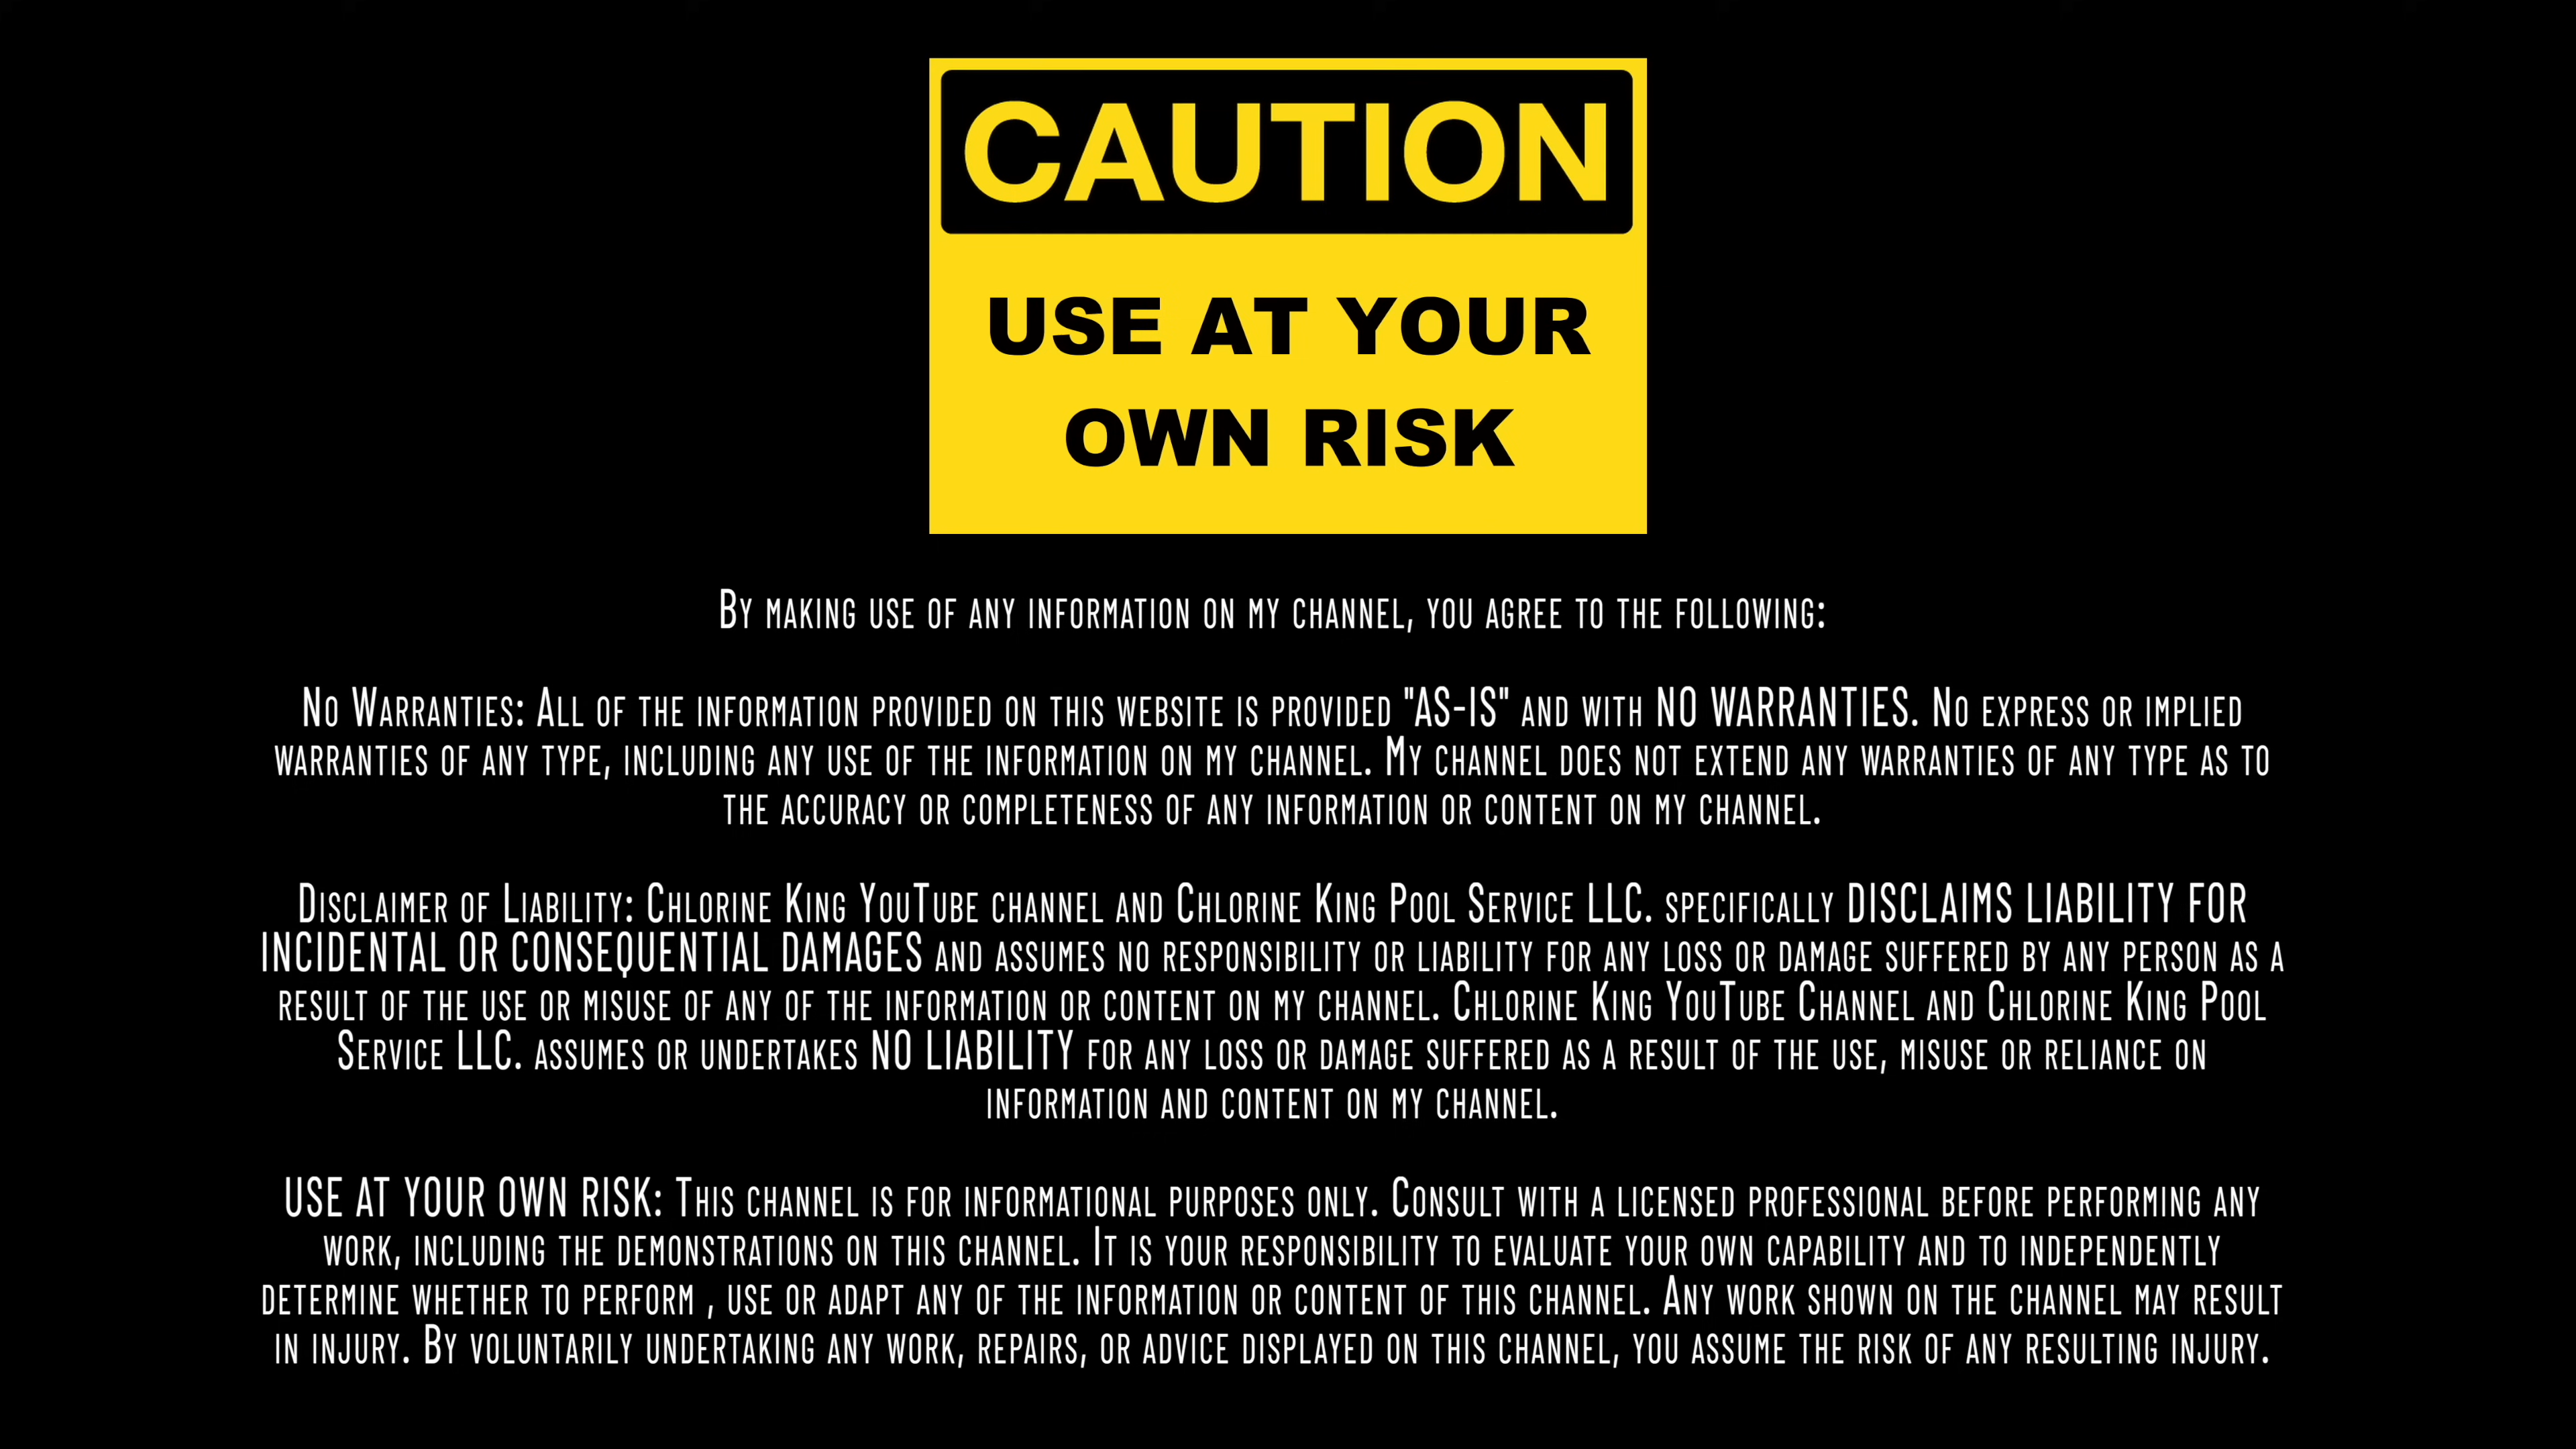 CAUTION
USE AT YOUR
OWN RISK
By making use of any information on my channel, you agree to the following:
No Warranties: All of the information provided on this website is provided "AS-IS" and with NO WARRANTIES. No express or implied
warranties of any type, including any use of the information on my channel. My channel does not extend any warranties of any type as to
the accuracy or completeness of any information or content on my channel.
Disclaimer of Liability: Chlorine King YouTube channel and Chlorine King Pool Service LLC. specifically DISCLAIMS LIABILITY FOR
INCIDENTAL OR CONSEQUENTIAL DAMAGES and assumes no responsibility or liability for any loss or damage suffered by any person as a
result of the use or misuse of any of the information or content on my channel. Chlorine King YouTube Channel and Chlorine King Pool
Service LLC. assumes or undertakes NO LIABILITY for any loss or damage suffered as a result of the use, misuse or reliance on
information and content on my channel.
USE AT YOUR OWN RISK: This channel is for informational purposes only. Consult with a licensed professional before performing any
work, including the demonstrations on this channel. It is your responsibility to evaluate your own capability and to independently
determine whether to perform , use or adapt any of the information or content of this channel. Any work shown on the channel may result
in injury. By voluntarily undertaking any work, repairs, or advice displayed on this channel, you assume the risk of any resulting injury.